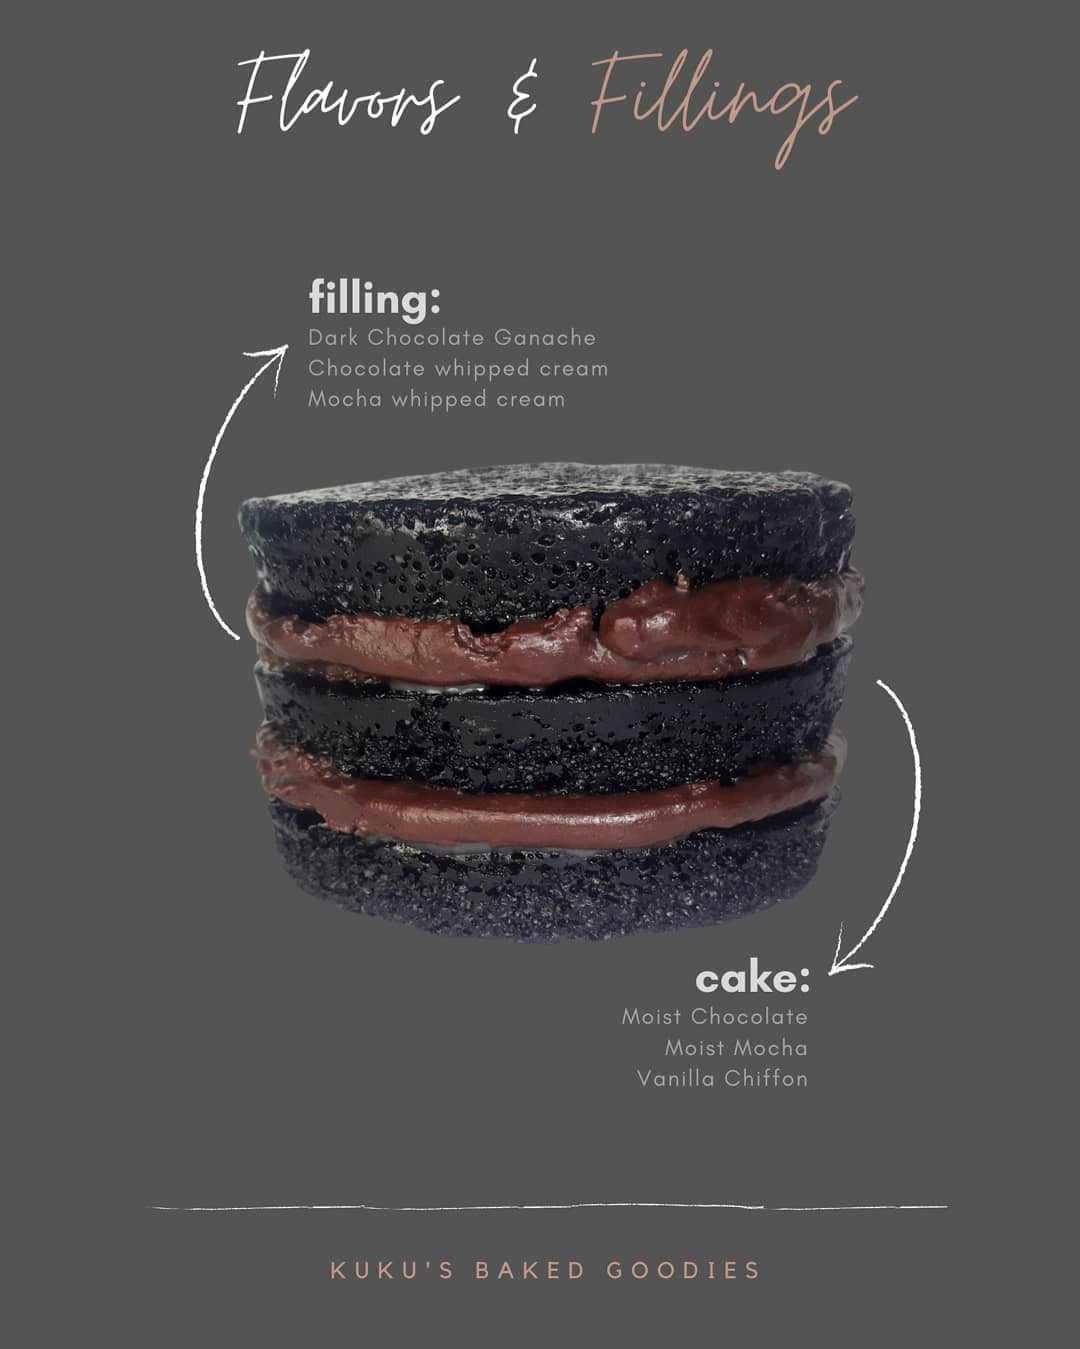 Flavors & Fillings
filling:
Dark Chocolate Ganache
Chocolate whipped cream
Mocha whipped cream
cake:
Moist Chocolate
Moist Mocha
Vanilla Chiffon
KUKU'S BAKED GOODIES